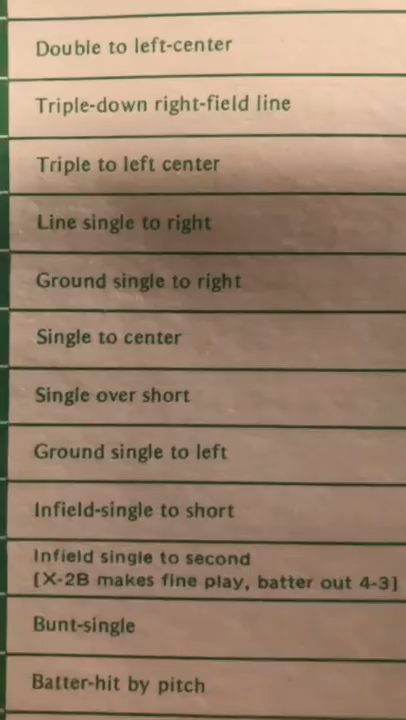 Double to left-center
Triple-down right-field line
Triple to left center
Line single to right
Ground single to right
Single to center
Single over short
Ground single to left
Infield-single to short
Infield single to second
[X-2B makes fine play, batter out 4-3]
Bunt-single
Batter-hit by pitch